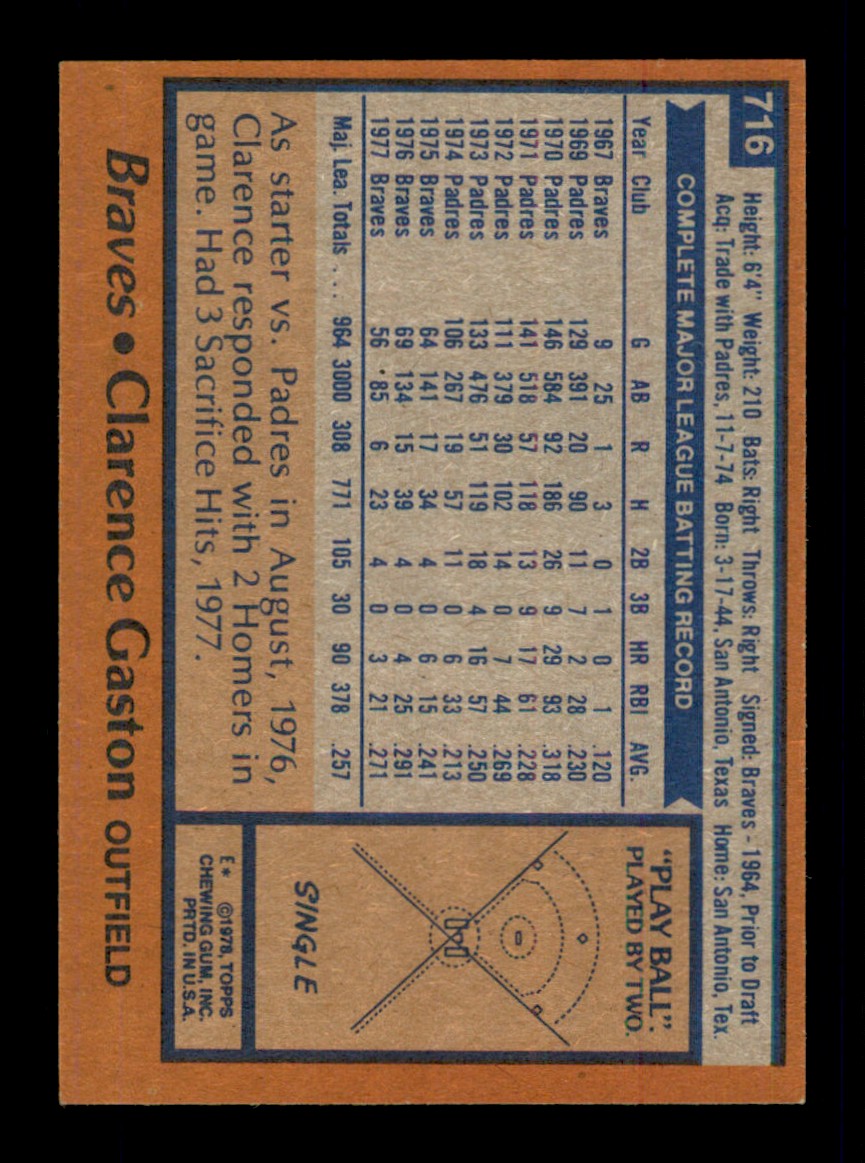 716
Height: 6'4" Weight: 210 Bats: Right Throws: Right Signed: Braves - 1964, Prior to Draft
Acq: Trade with Padres, 11-7-74 Born: 3-17-44, San Antonio, Texas Home: San Antonio, Tex.
COMPLETE MAJOR LEAGUE BATTING RECORD
Year Club G AB R H 2B 3B HR RBI AVG.
1967 Braves 9 25 1 3 0 1 0 1 .120
1969 Padres 129 391 20 90 11 7 2 28 .230
1970 Padres 146 584 92 186 26 9 29 93 .318
1971 Padres 141 518 57 118 13 9 17 61 .228
1972 Padres 111 379 30 102 14 0 7 44 .269
1973 Padres 133 476 51 119 18 4 16 57 .250
1974 Padres 106 267 19 57 11 0 6 33 .213
1975 Braves 64 141 17 34 4 0 6 15 .241
1976 Braves 69 134 15 39 4 0 4 25 .291
1977 Braves 56 85 6 23 4 0 3 21 .271
Maj. Lea. Totals . . . 964 3000 308 771 105 30 90 378 .257
As starter vs. Padres in August, 1976,
Clarence responded with 2 Homers in
game. Had 3 Sacrifice Hits, 1977.
"PLAY BALL".
PLAYED BY TWO.
SINGLE
E* ©1978, TOPPS
CHEWING GUM, INC.
PRTD. IN U.S.A.
Braves • Clarence Gaston OUTFIELD